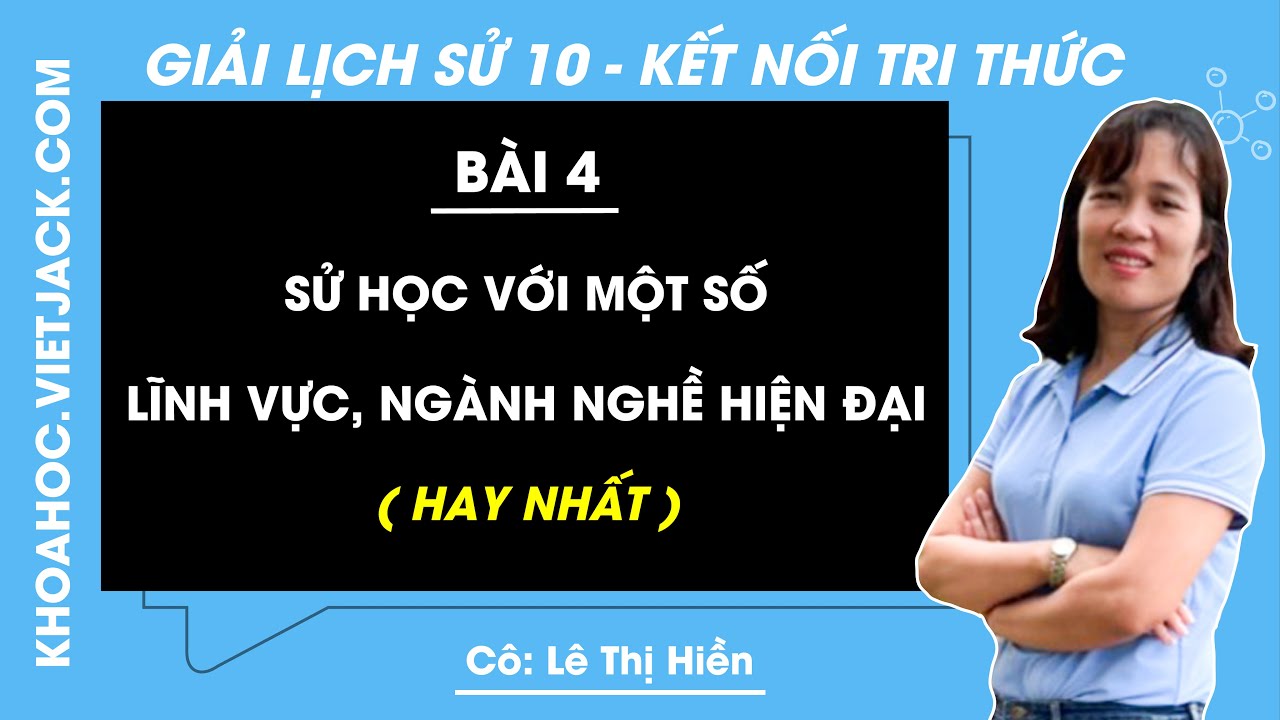 GIẢI LỊCH SỬ 10 - KẾT NỐI TRI THỨC
KHOAHOC.VIETJACK.COM
BÀI 4
SỬ HỌC VỚI MỘT SỐ
LĨNH VỰC, NGÀNH NGHỀ HIỆN ĐẠI
( HAY NHẤT )
Cô: Lê Thị Hiền